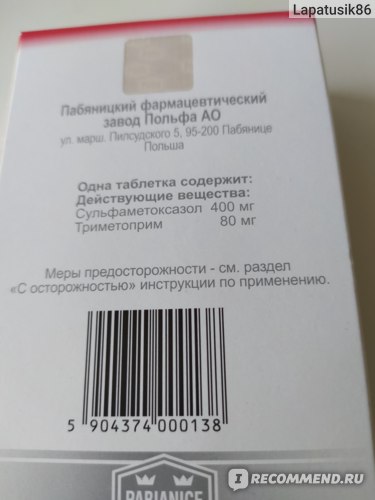 Lapatusik86
Пабяницкий фармацевтический
завод Польфа АО
ул. марш. Пилсудского 5, 95-200 Пабянице
Польша
Одна таблетка содержит:
Действующие вещества:
Сульфаметоксазол 400 мг
Триметоприм 80 мг
Меры предосторожности - см. раздел
«С осторожностью» инструкции по применению.
5 904374 000138
PABIANICE
IRECOMMEND.RU